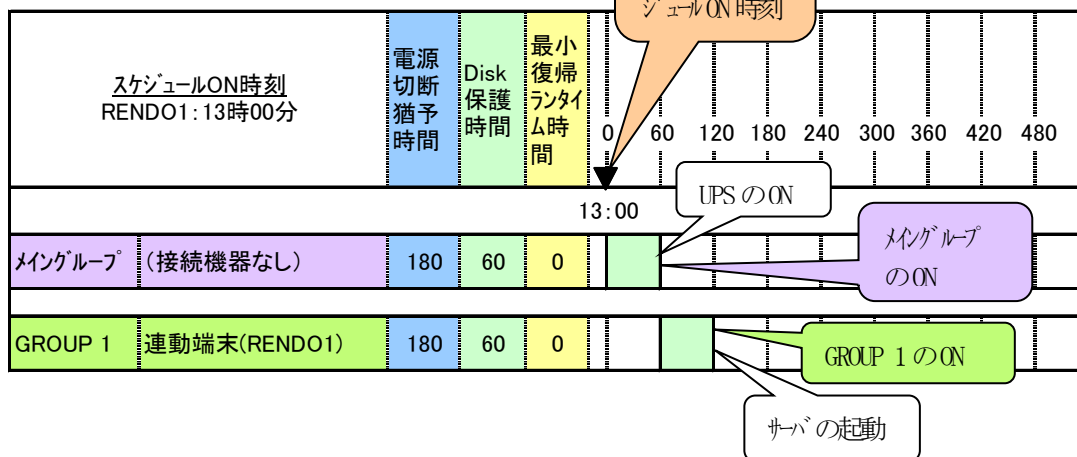 ｼﾞｭｰﾙON 時刻
ｽｹｼﾞｭｰﾙON時刻
RENDO1:13時00分
電源
切断
猶予
時間
Disk
保護
時間
最小
復帰
ﾗﾝﾀｲ
ﾑ時
間
0 60 120 180 240 300 360 420 480
13:00
UPS のON
ﾒｲﾝｸﾞﾙｰﾌﾟ (接続機器なし) 180 60 0
ﾒｲﾝｸﾞﾙｰﾌﾟ
のON
GROUP 1 連動端末(RENDO1) 180 60 0
GROUP 1 のON
ｻｰﾊﾞの起動